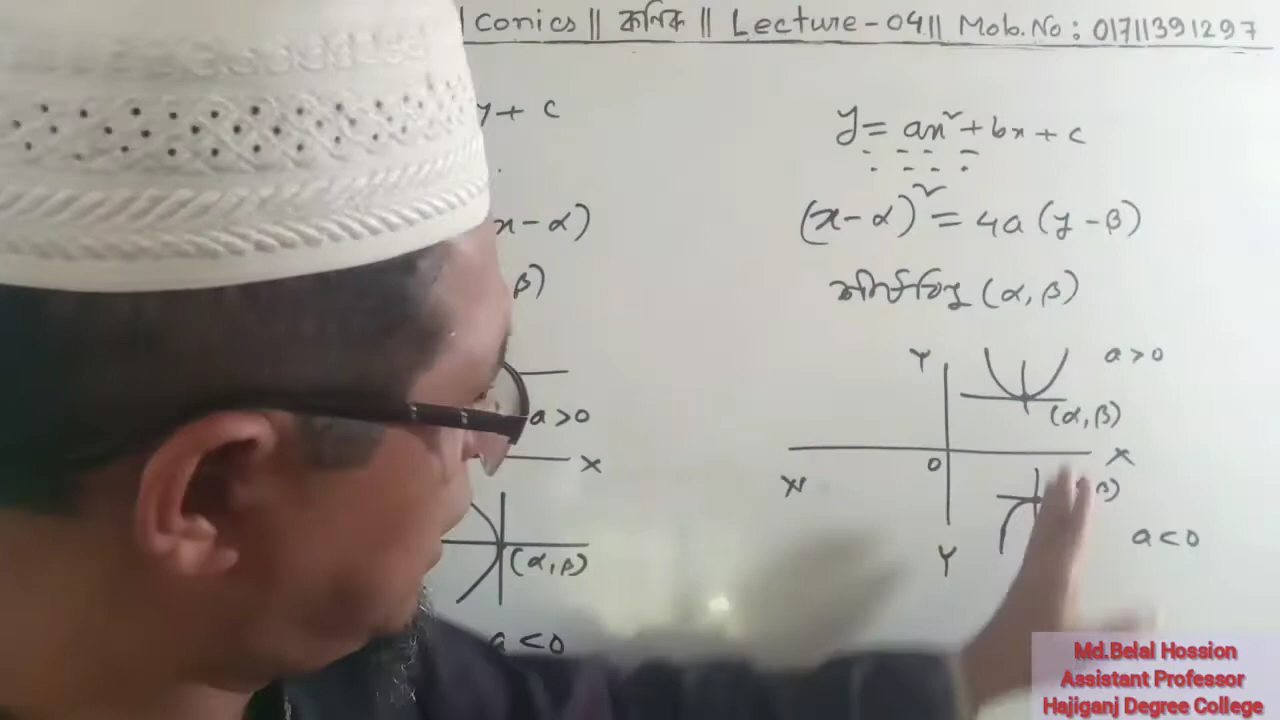 | Conics || কনিক || Lecture-04 || Mob.No: 01711391297
y + c
x - α)
β)
a > 0
X
(α, β)
a < 0
y = ax² + bx + c
(x - α)² = 4a (y - β)
শীর্ষবিন্দু (α, β)
Y
a > 0
(α, β)
O
X
X'
β)
a < 0
Y
Md.Belal Hossion
Assistant Professor
Hajiganj Degree College